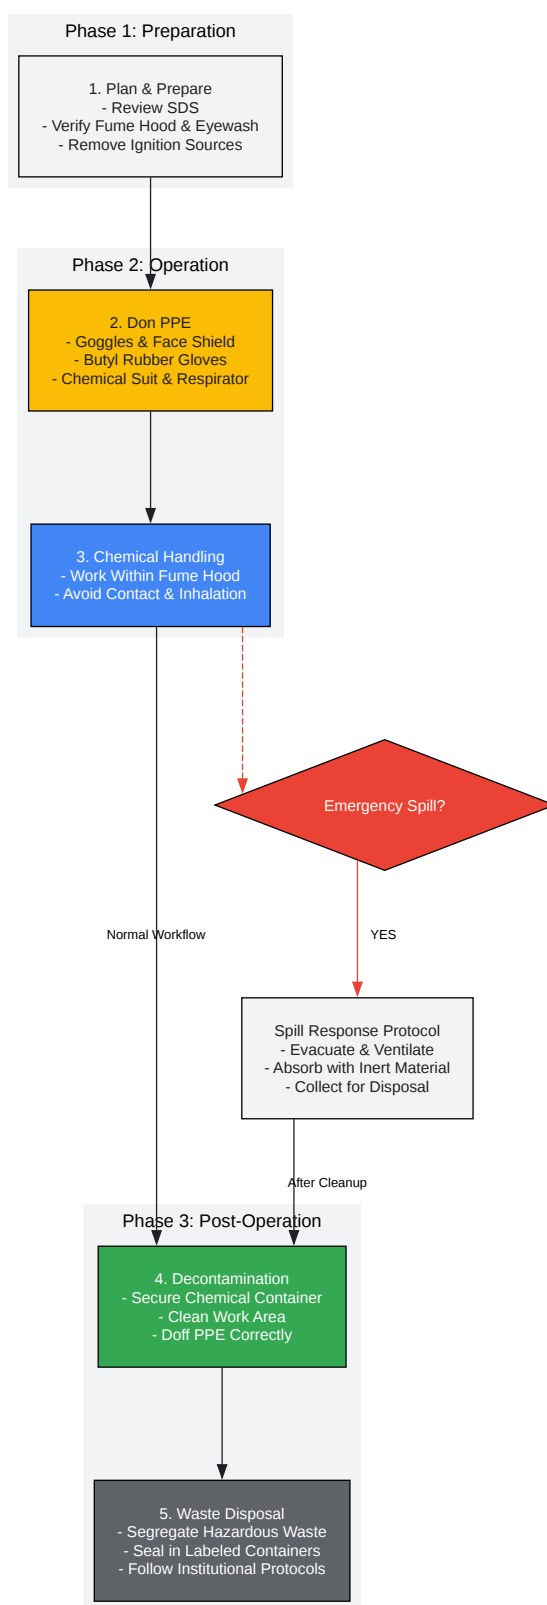 Phase 1: Preparation
1. Plan & Prepare
- Review SDS
- Verify Fume Hood & Eyewash
- Remove Ignition Sources
Phase 2: Operation
2. Don PPE
- Goggles & Face Shield
- Butyl Rubber Gloves
- Chemical Suit & Respirator
3. Chemical Handling
- Work Within Fume Hood
- Avoid Contact & Inhalation
Emergency Spill?
Normal Workflow
YES
Spill Response Protocol
- Evacuate & Ventilate
- Absorb with Inert Material
- Collect for Disposal
After Cleanup
Phase 3: Post-Operation
4. Decontamination
- Secure Chemical Container
- Clean Work Area
- Doff PPE Correctly
5. Waste Disposal
- Segregate Hazardous Waste
- Seal in Labeled Containers
- Follow Institutional Protocols